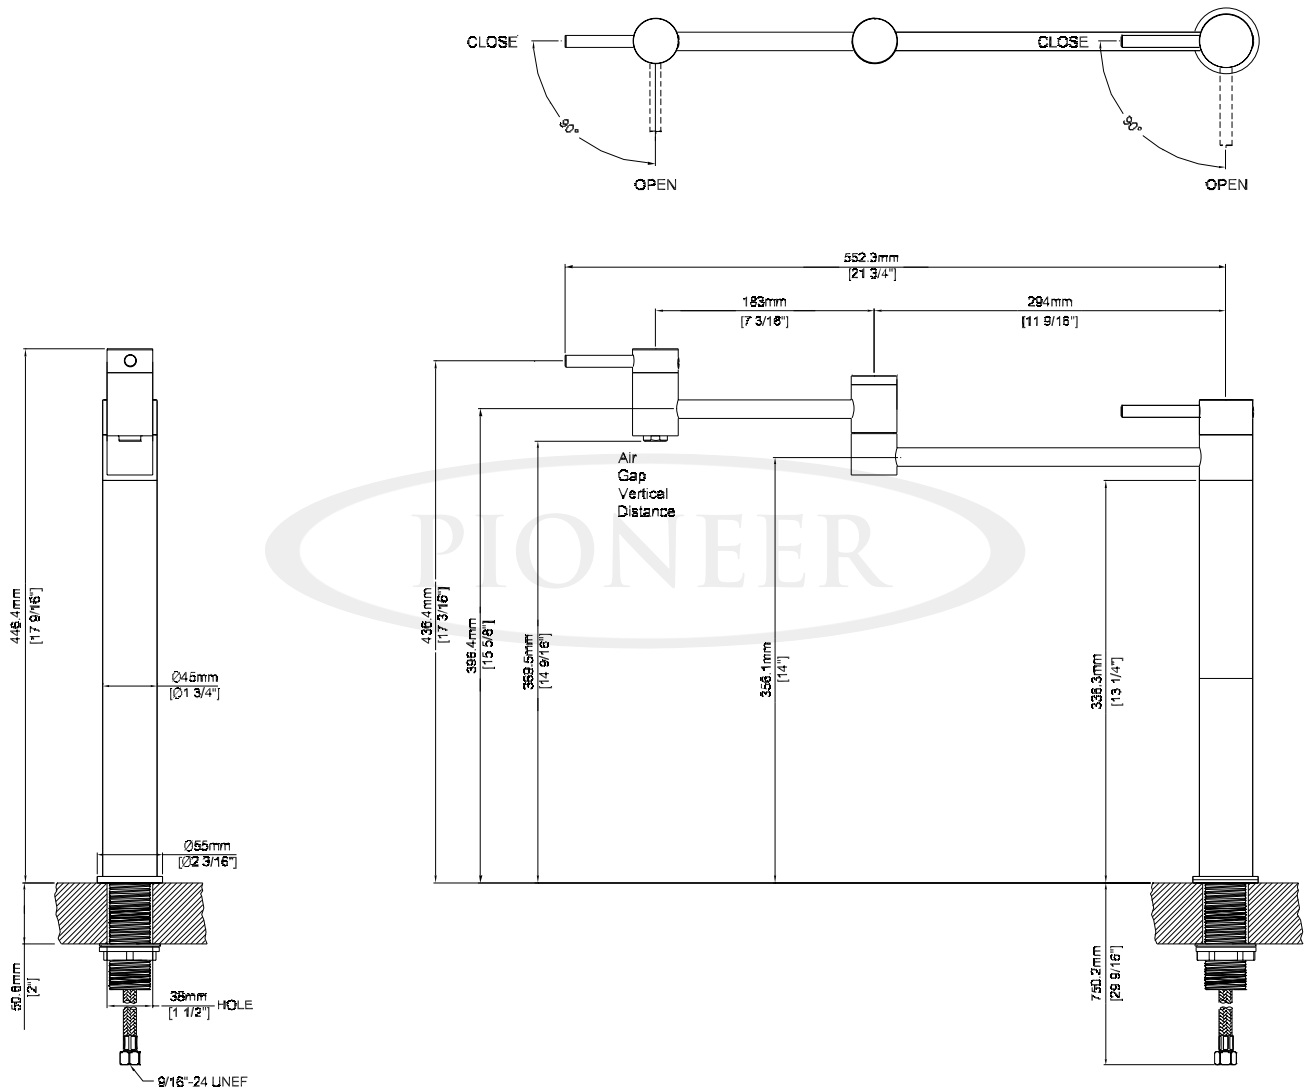 CLOSE
CLOSE
90°
90°
OPEN
OPEN
552.3mm
[21 3/4"]
183mm
[7 3/16"]
294mm
[11 9/16"]
Air
Gap
Vertical
Distance
PIONEER
446.4mm
[17 9/16"]
436.4mm
[17 3/16"]
396.4mm
[15 5/8"]
369.5mm
[14 9/16"]
356.1mm
[14"]
336.3mm
[13 1/4"]
Ø45mm
[Ø1 3/4"]
Ø55mm
[Ø2 3/16"]
50.8mm
[2"]
38mm
[1 1/2"]
HOLE
750.2mm
[29 9/16"]
9/16"-24 UNEF